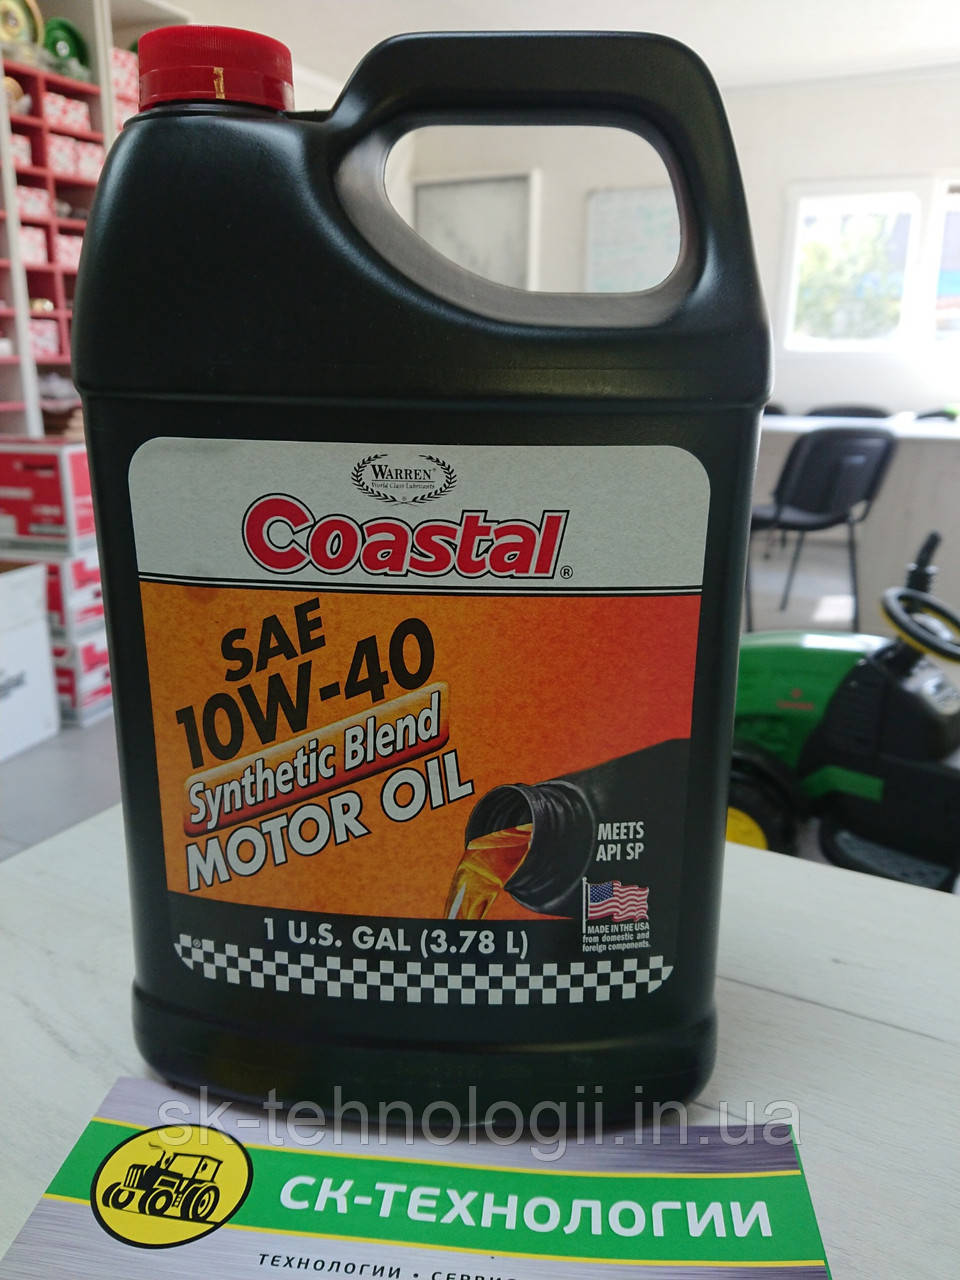 WARREN®
World Class Lubricants
®
Coastal®
SAE
10W-40
Synthetic Blend
MOTOR OIL
MEETS
API SP
MADE IN THE USA
from domestic and
foreign components.
1 U.S. GAL (3.78 L)
®
sk-tehnologii.in.ua
СК-ТЕХНОЛОГИИ
ТЕХНОЛОГИИ •